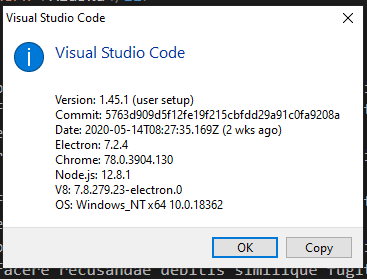 Visual Studio Code
Visual Studio Code
Version: 1.45.1 (user setup)
Commit: 5763d909d5f12fe19f215cbfdd29a91c0fa9208a
Date: 2020-05-14T08:27:35.169Z (2 wks ago)
Electron: 7.2.4
Chrome: 78.0.3904.130
Node.js: 12.8.1
V8: 7.8.279.23-electron.0
OS: Windows_NT x64 10.0.18362
OK
Copy
facere recusandae debitis similique fugit